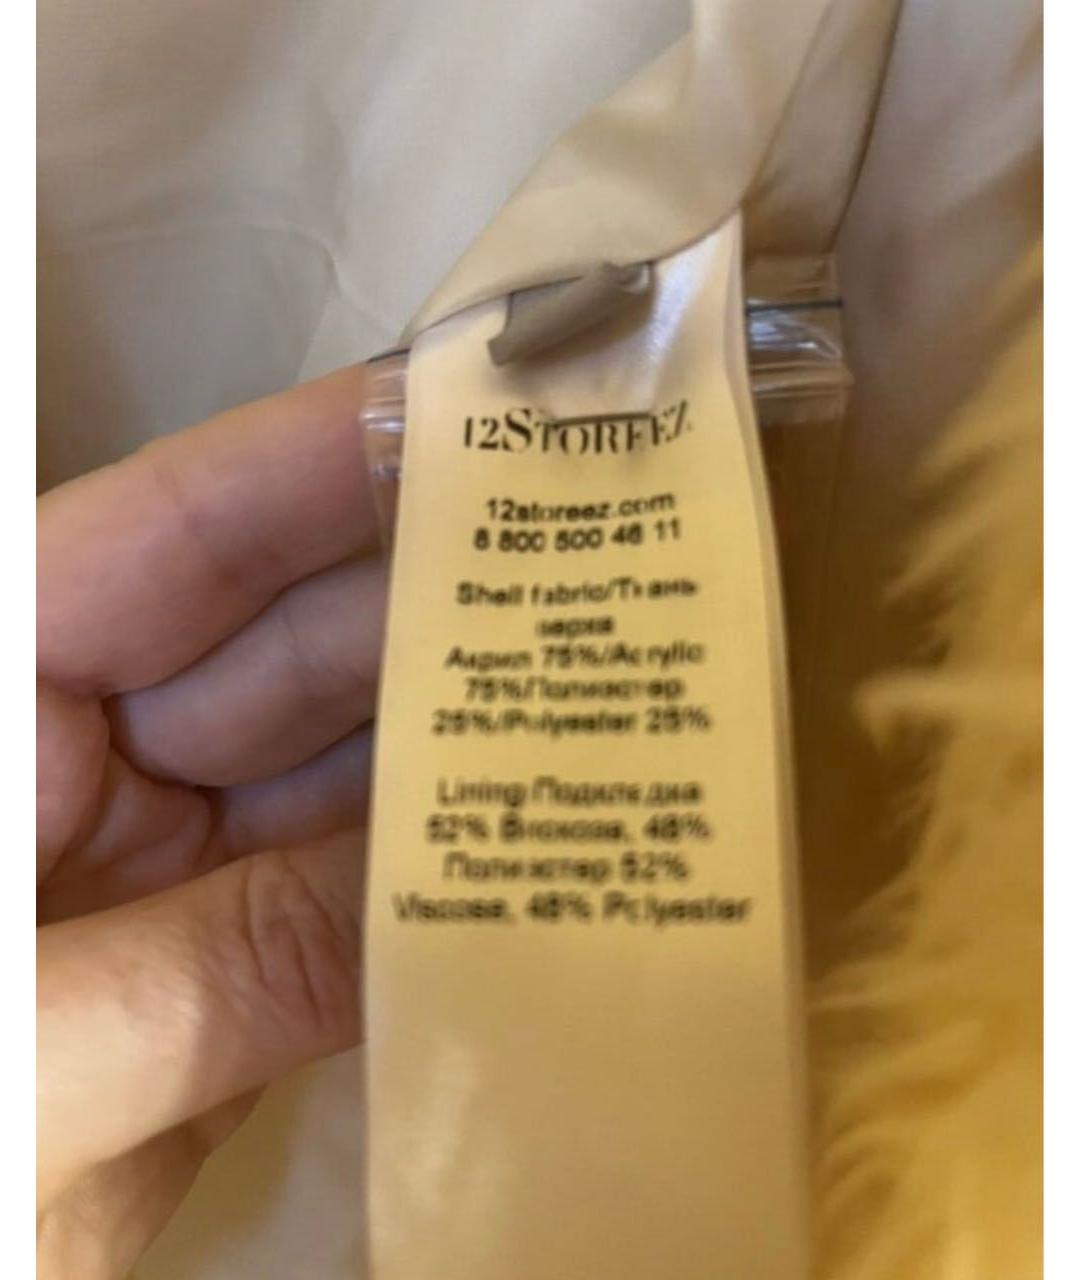 12STOREEZ
12storeez.com
8 800 500 46 11
Shell fabric/Ткань
верха
Акрил 75%/Acrylic
75%/Полиэстер
25%/Polyester 25%
Lining/Подкладка
52% Вискоза, 48%
Полиэстер 52%
Viscose, 48% Polyester